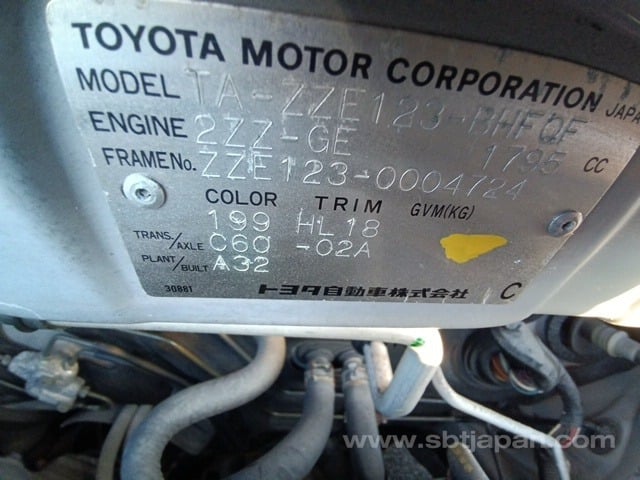 TOYOTA MOTOR CORPORATION JAPAN
MODEL TA-ZZE123-BHFQF
ENGINE 2ZZ-GE 1795 CC
FRAME No. ZZE123-0004724
COLOR TRIM GVM(KG)
199 HL18
TRANS./AXLE C60 -02A
PLANT/BUILT A32
30881 トヨタ自動車株式会社 C
www.sbtjapan.com